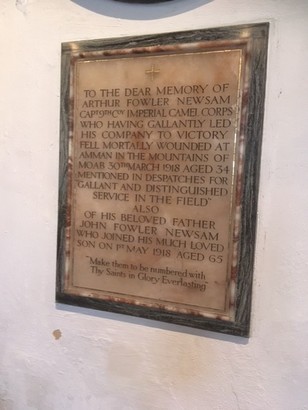 TO THE DEAR MEMORY OF
ARTHUR FOWLER NEWSAM
CAPT 9TH COY IMPERIAL CAMEL CORPS
WHO HAVING GALLANTLY LED
HIS COMPANY TO VICTORY
FELL MORTALLY WOUNDED AT
AMMAN IN THE MOUNTAINS OF
MOAB 30TH MARCH 1918 AGED 34
MENTIONED IN DESPATCHES FOR
"GALLANT AND DISTINGUISHED
SERVICE IN THE FIELD"
ALSO
OF HIS BELOVED FATHER
JOHN FOWLER NEWSAM
WHO JOINED HIS MUCH LOVED
SON ON 1ST MAY 1918 AGED 65
"Make them to be numbered with
Thy Saints in Glory Everlasting"